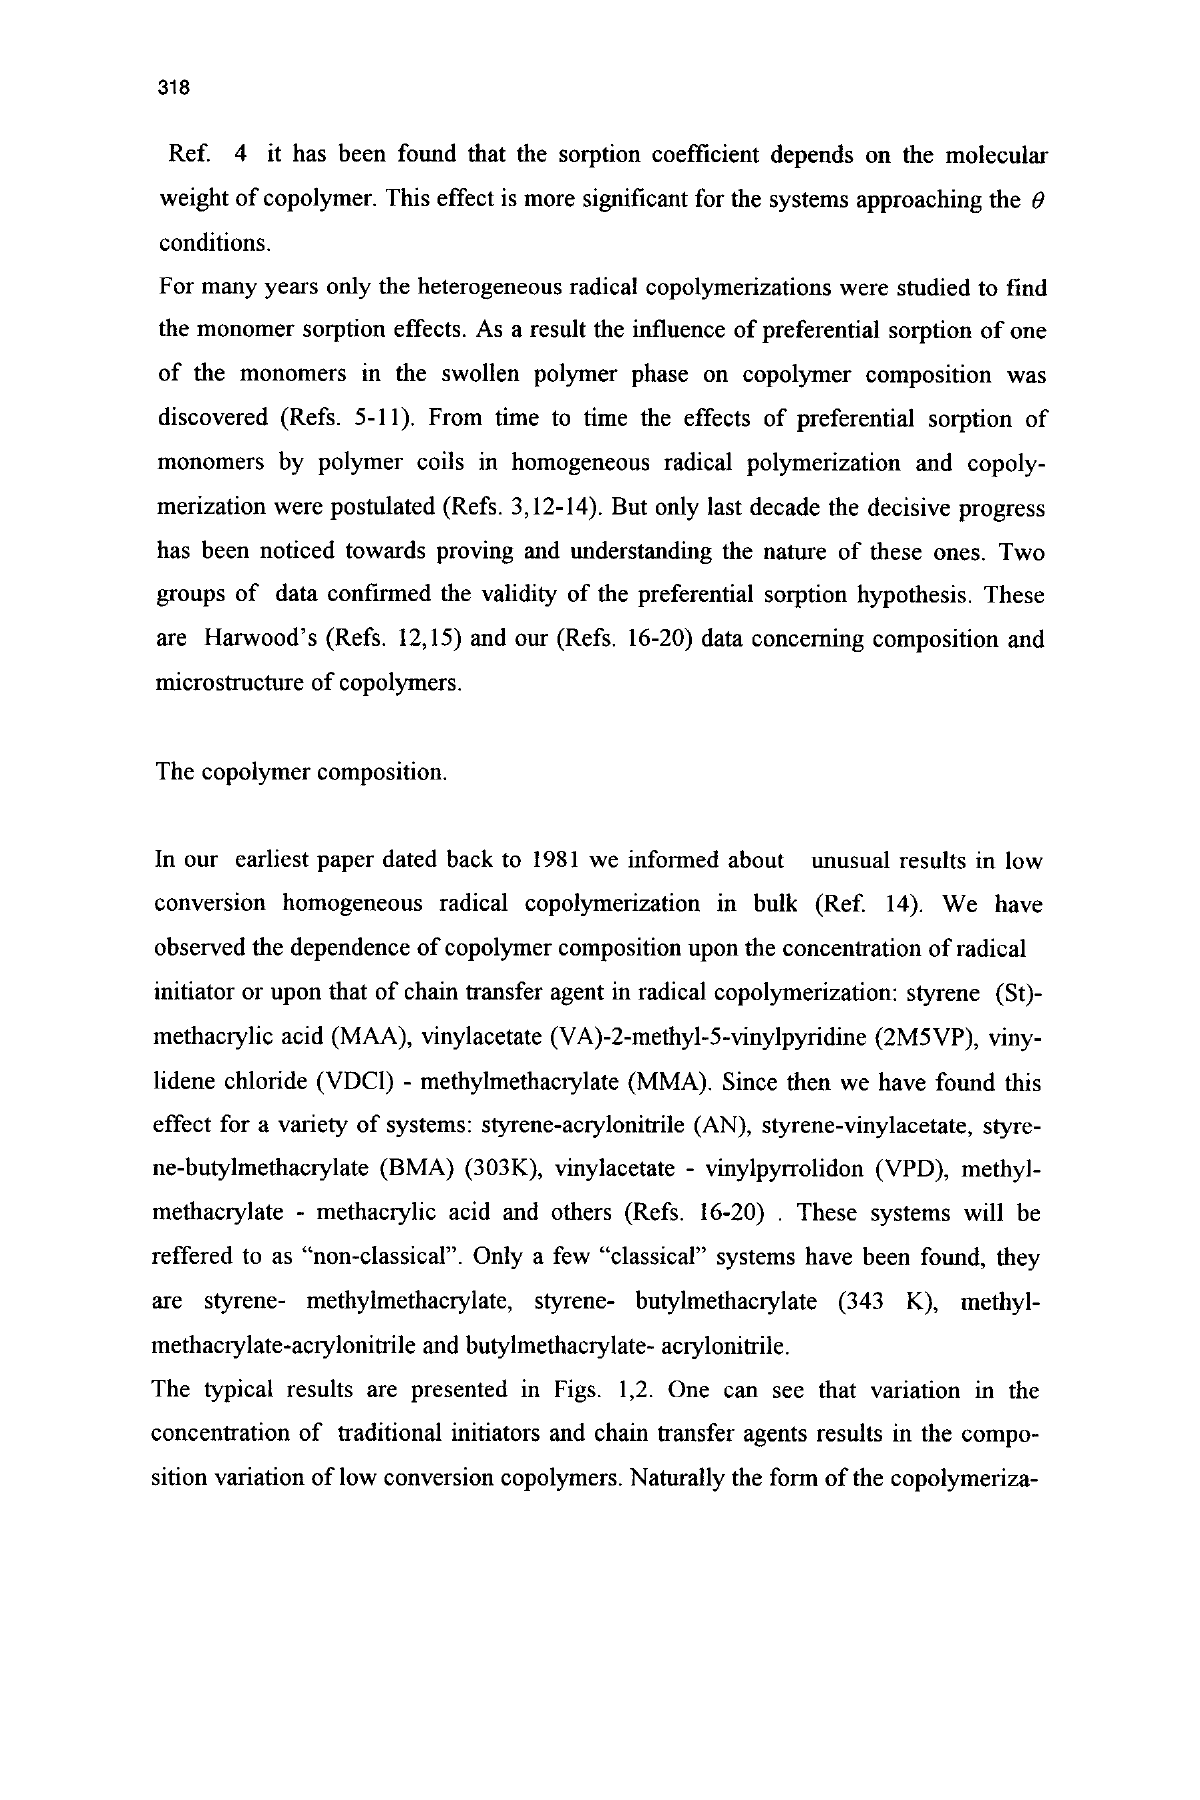 318
Ref. 4 it has been found that the sorption coefficient depends on the molecular
weight of copolymer. This effect is more significant for the systems approaching the θ
conditions.
For many years only the heterogeneous radical copolymerizations were studied to find
the monomer sorption effects. As a result the influence of preferential sorption of one
of the monomers in the swollen polymer phase on copolymer composition was
discovered (Refs. 5-11). From time to time the effects of preferential sorption of
monomers by polymer coils in homogeneous radical polymerization and copoly-
merization were postulated (Refs. 3,12-14). But only last decade the decisive progress
has been noticed towards proving and understanding the nature of these ones. Two
groups of data confirmed the validity of the preferential sorption hypothesis. These
are Harwood’s (Refs. 12,15) and our (Refs. 16-20) data concerning composition and
microstructure of copolymers.
The copolymer composition.
In our earliest paper dated back to 1981 we informed about unusual results in low
conversion homogeneous radical copolymerization in bulk (Ref. 14). We have
observed the dependence of copolymer composition upon the concentration of radical
initiator or upon that of chain transfer agent in radical copolymerization: styrene (St)-
methacrylic acid (MAA), vinylacetate (VA)-2-methyl-5-vinylpyridine (2M5VP), viny-
lidene chloride (VDCl) - methylmethacrylate (MMA). Since then we have found this
effect for a variety of systems: styrene-acrylonitrile (AN), styrene-vinylacetate, styre-
ne-butylmethacrylate (BMA) (303K), vinylacetate - vinylpyrrolidon (VPD), methyl-
methacrylate - methacrylic acid and others (Refs. 16-20) . These systems will be
reffered to as “non-classical”. Only a few “classical” systems have been found, they
are styrene- methylmethacrylate, styrene- butylmethacrylate (343 K), methyl-
methacrylate-acrylonitrile and butylmethacrylate- acrylonitrile.
The typical results are presented in Figs. 1,2. One can see that variation in the
concentration of traditional initiators and chain transfer agents results in the compo-
sition variation of low conversion copolymers. Naturally the form of the copolymeriza-